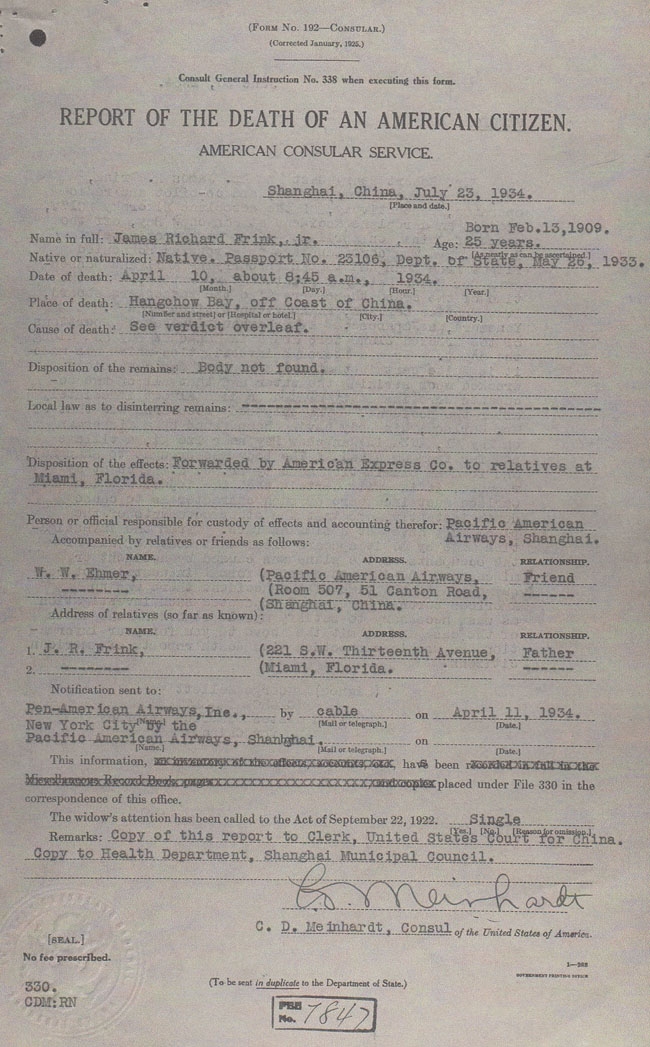 (FORM NO. 192—CONSULAR.)
(Corrected January, 1925.)
Consult General Instruction No. 338 when executing this form.
REPORT OF THE DEATH OF AN AMERICAN CITIZEN.
AMERICAN CONSULAR SERVICE.
Shanghai, China, July 23, 1934.
[Place and date.]
Born Feb.13,1909.
Name in full: James Richard Frink, jr. Age: 25 years.
[As nearly as can be ascertained.]
Native or naturalized: Native. Passport No. 23106, Dept. of State, May 26, 1933.
Date of death: April 10, about 8:45 a.m., 1934.
[Month.] [Day.] [Hour.] [Year.]
Place of death: Hangchow Bay, off Coast of China.
[Number and street] or [Hospital or hotel.] [City.] [Country.]
Cause of death: See verdict overleaf.
Disposition of the remains: Body not found.
Local law as to disinterring remains: ----------------------------------------
Disposition of the effects: Forwarded by American Express Co. to relatives at
Miami, Florida.
Person or official responsible for custody of effects and accounting therefor: Pacific American
Accompanied by relatives or friends as follows: Airways, Shanghai.
NAME. ADDRESS. RELATIONSHIP.
W. W. Ehmer, (Pacific American Airways, Friend
-------- (Room 507, 51 Canton Road, ------
(Shanghai, China.
Address of relatives (so far as known):
NAME. ADDRESS. RELATIONSHIP.
1. J. R. Frink, (221 S.W. Thirteenth Avenue, Father
2. -------- (Miami, Florida. ------
Notification sent to:
Pan-American Airways, Inc., by cable on April 11, 1934.
[Name.] [Mail or telegraph.] [Date.]
New York City by the
Pacific American Airways, Shanghai. on
[Name.] [Mail or telegraph.] [Date.]
This information, has been
placed under File 330 in the
correspondence of this office.
The widow's attention has been called to the Act of September 22, 1922. Single
[Yes.] [No.] [Reason for omission.]
Remarks: Copy of this report to Clerk, United States Court for China.
Copy to Health Department, Shanghai Municipal Council.
C. D. Meinhardt
C. D. Meinhardt, Consul of the United States of America.
[SEAL.]
No fee prescribed.
GOVERNMENT PRINTING OFFICE
330.
CDM:RN
(To be sent in duplicate to the Department of State.)
No. 7847